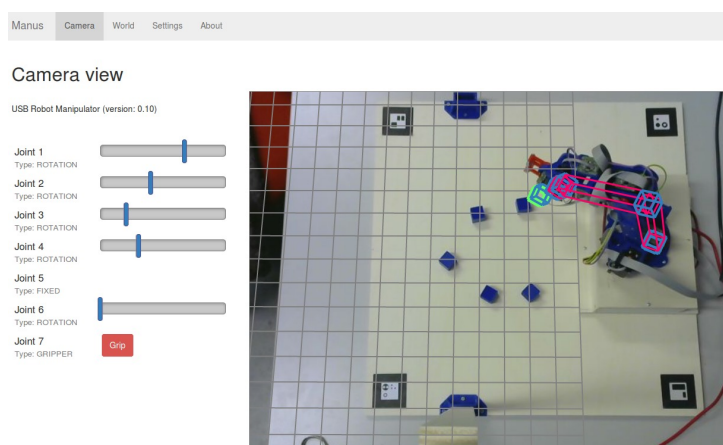 Manus Camera World Settings About
Camera view
USB Robot Manipulator (version: 0.10)
Joint 1
Type: ROTATION
Joint 2
Type: ROTATION
Joint 3
Type: ROTATION
Joint 4
Type: ROTATION
Joint 5
Type: FIXED
Joint 6
Type: ROTATION
Joint 7
Type: GRIPPER
Grip